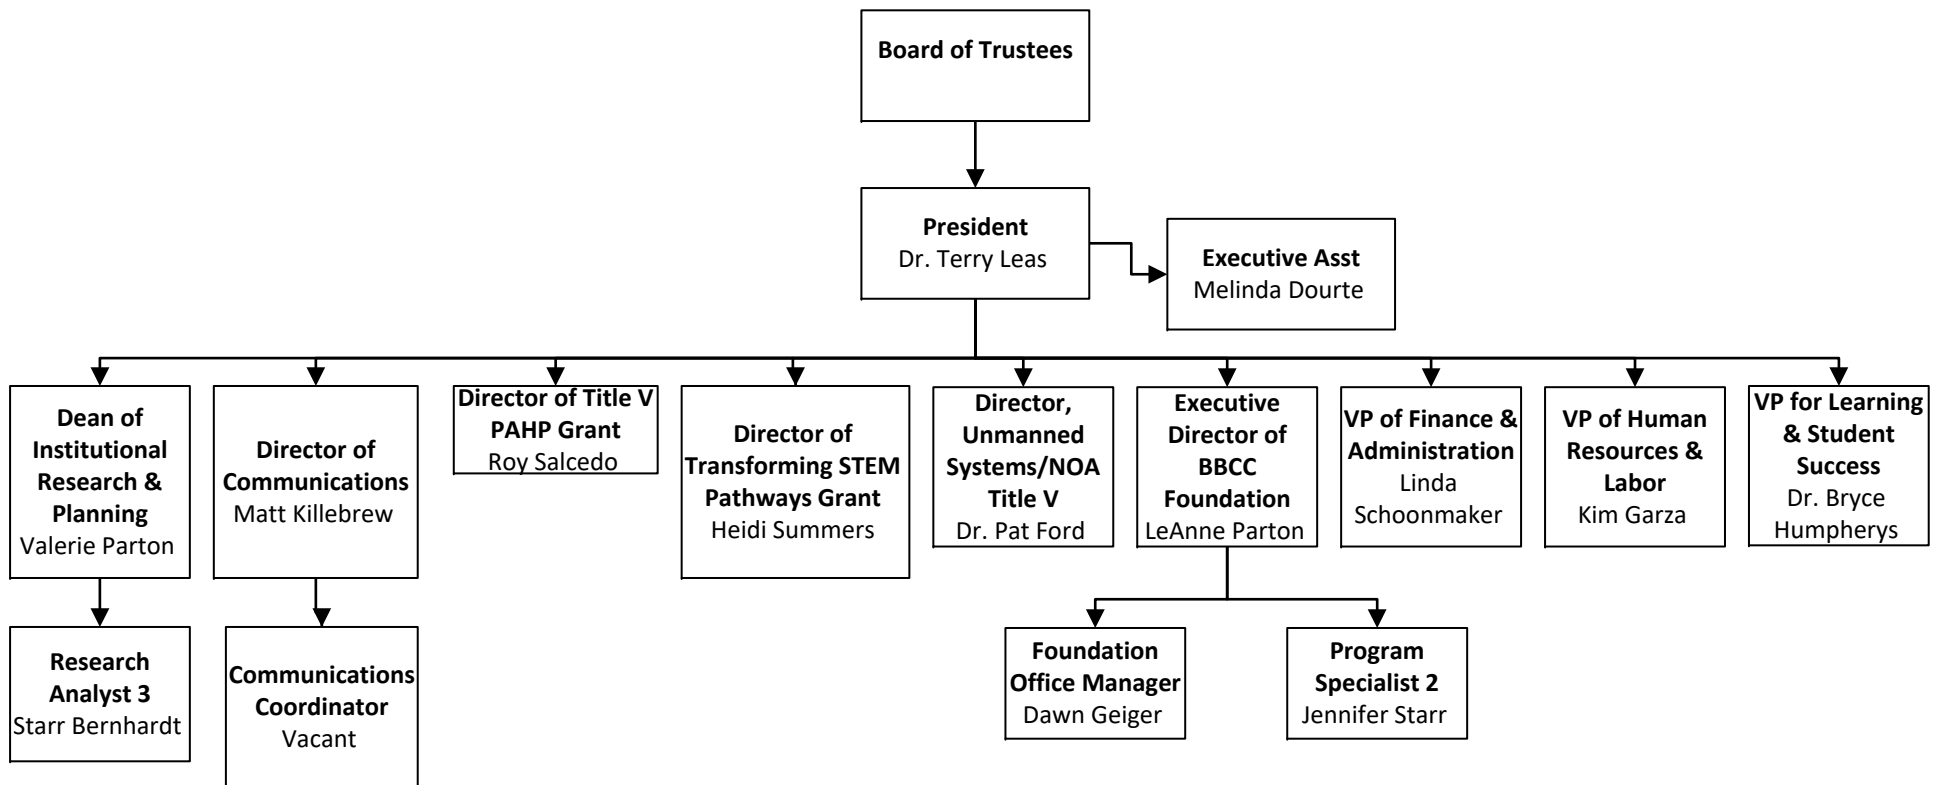 Board of Trustees
President
Dr. Terry Leas
Executive Asst
Melinda Dourte
Dean of
Institutional
Research &
Planning
Valerie Parton
Director of
Communications
Matt Killebrew
Director of Title V
PAHP Grant
Roy Salcedo
Director of
Transforming STEM
Pathways Grant
Heidi Summers
Director,
Unmanned
Systems/NOA
Title V
Dr. Pat Ford
Executive
Director of
BBCC
Foundation
LeAnne Parton
VP of Finance &
Administration
Linda
Schoonmaker
VP of Human
Resources &
Labor
Kim Garza
VP for Learning
& Student
Success
Dr. Bryce
Humpherys
Research
Analyst 3
Starr Bernhardt
Communications
Coordinator
Vacant
Foundation
Office Manager
Dawn Geiger
Program
Specialist 2
Jennifer Starr